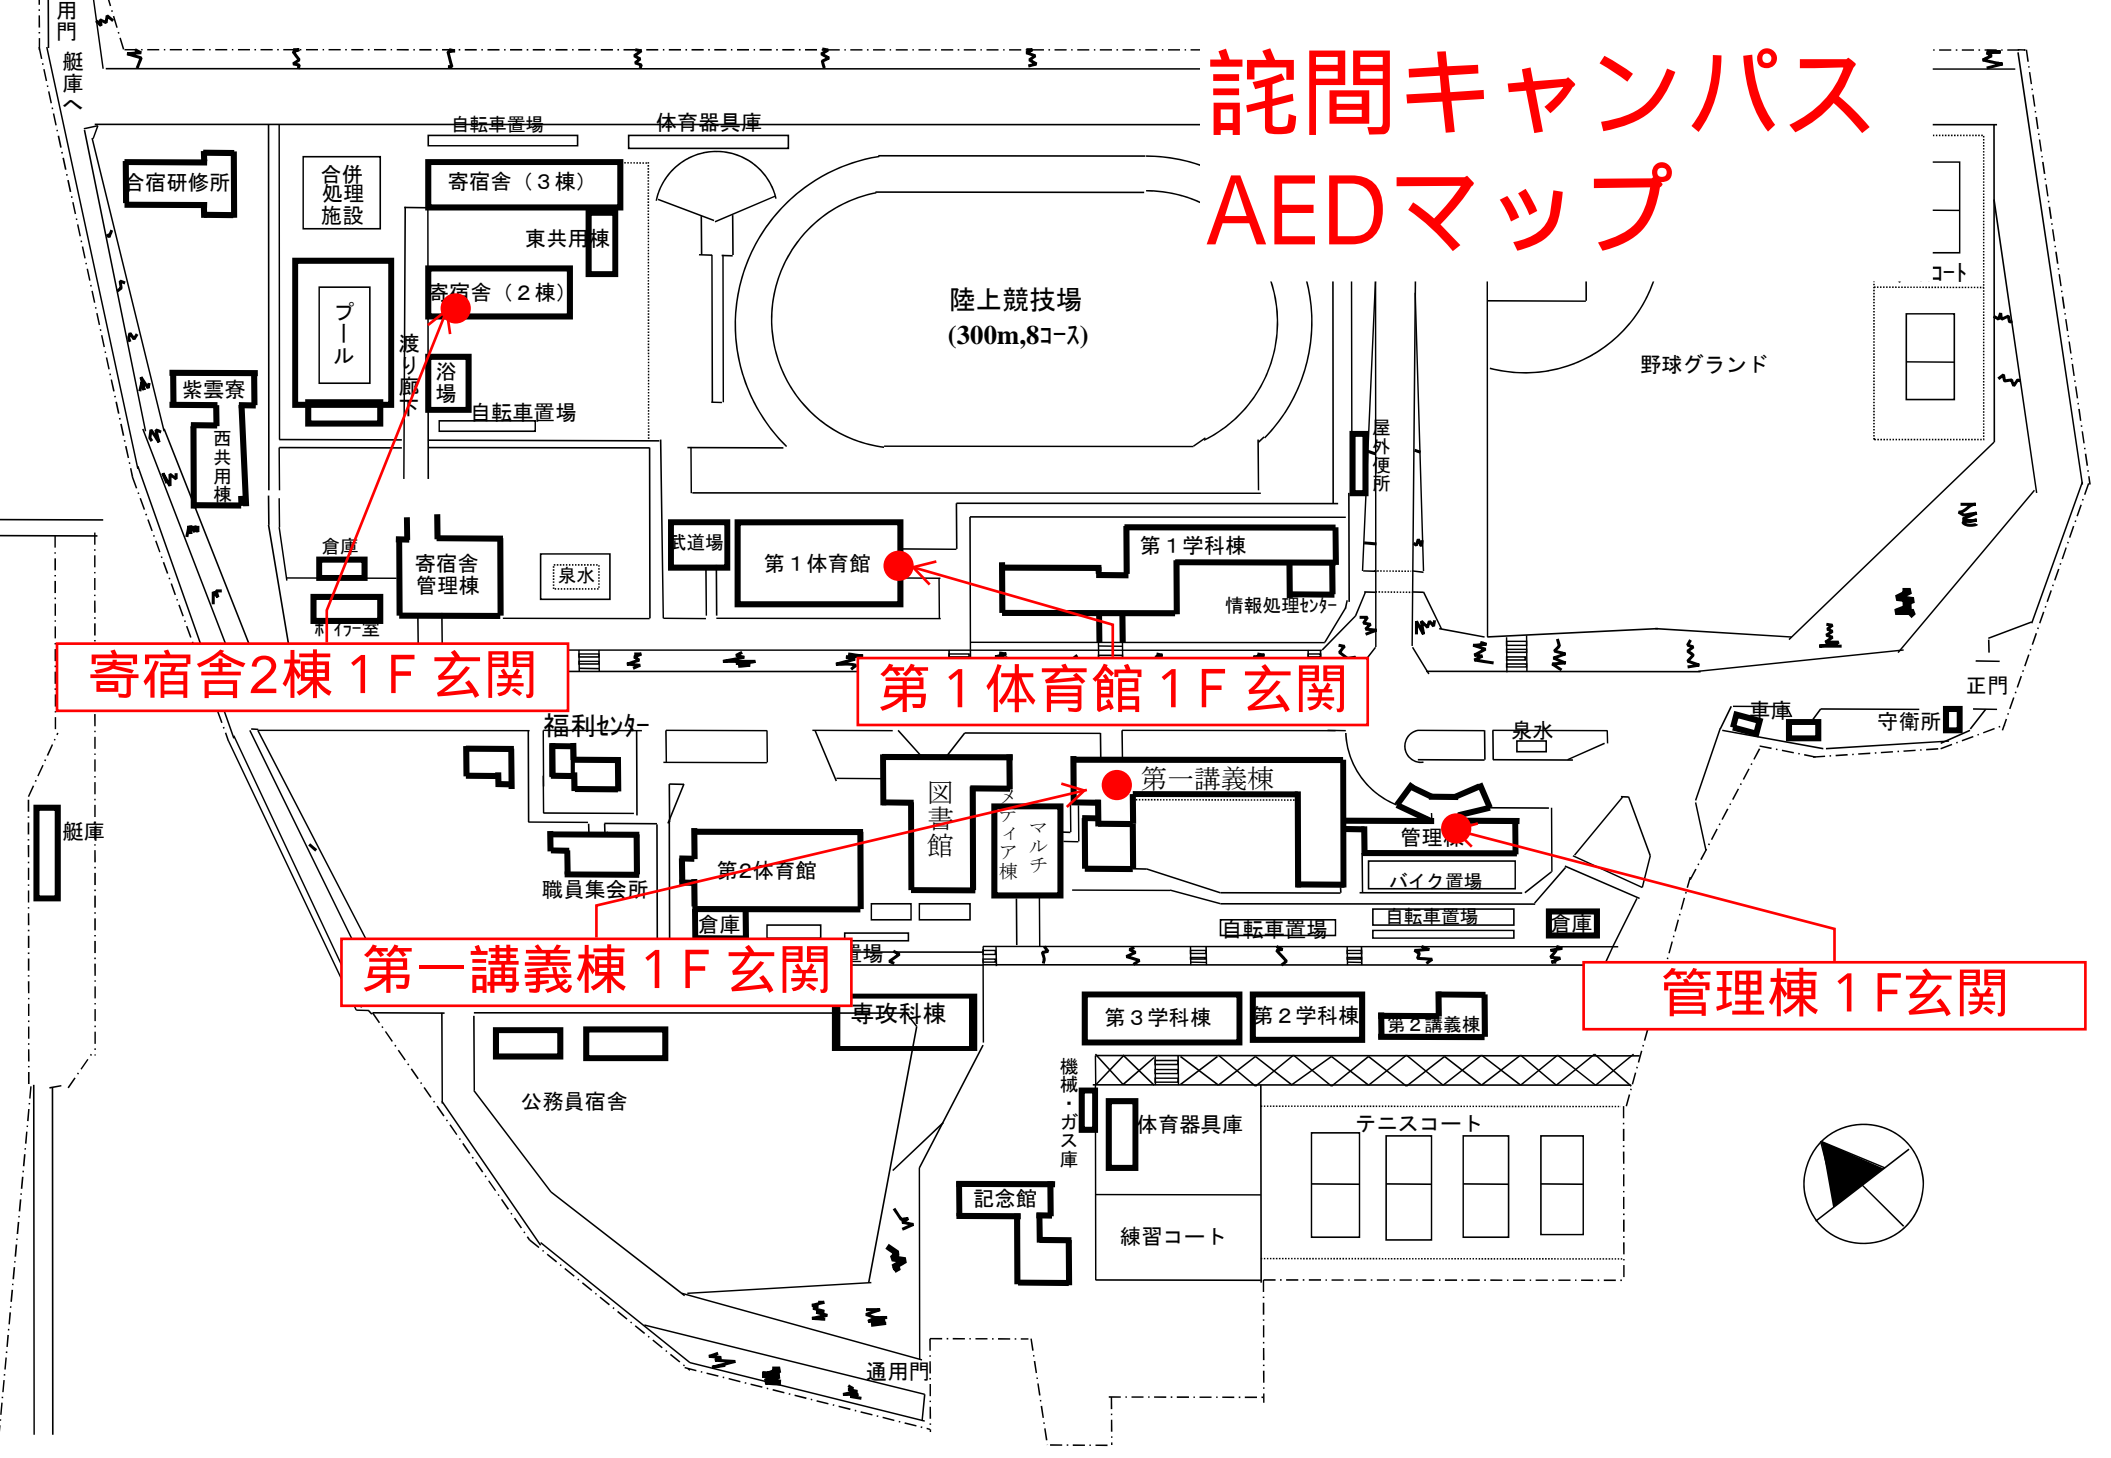 詫間キャンパス
AEDマップ
用門
艇庫へ
自転車置場
体育器具庫
合宿研修所
合併
処理
施設
寄宿舎（３棟）
東共用棟
寄宿舎（２棟）
プール
渡り廊下
浴場
自転車置場
陸上競技場
(300m,8ｺｰｽ)
ｺｰﾄ
野球グランド
屋外便所
紫雲寮
西共用棟
倉庫
寄宿舎
管理棟
泉水
武道場
第１体育館
第１学科棟
情報処理ｾﾝﾀｰ
ﾎﾞｲﾗｰ室
寄宿舎2棟１F 玄関
第１体育館１F 玄関
正門
車庫
守衛所
福利ｾﾝﾀｰ
泉水
図書館
マルチ
メディア棟
第一講義棟
管理棟
艇庫
職員集会所
第2体育館
倉庫
バイク置場
自転車置場
自転車置場
倉庫
置場
第一講義棟１F 玄関
管理棟１F玄関
専攻科棟
第３学科棟
第２学科棟
第２講義棟
公務員宿舎
機械・ガス庫
体育器具庫
テニスコート
記念館
練習コート
通用門